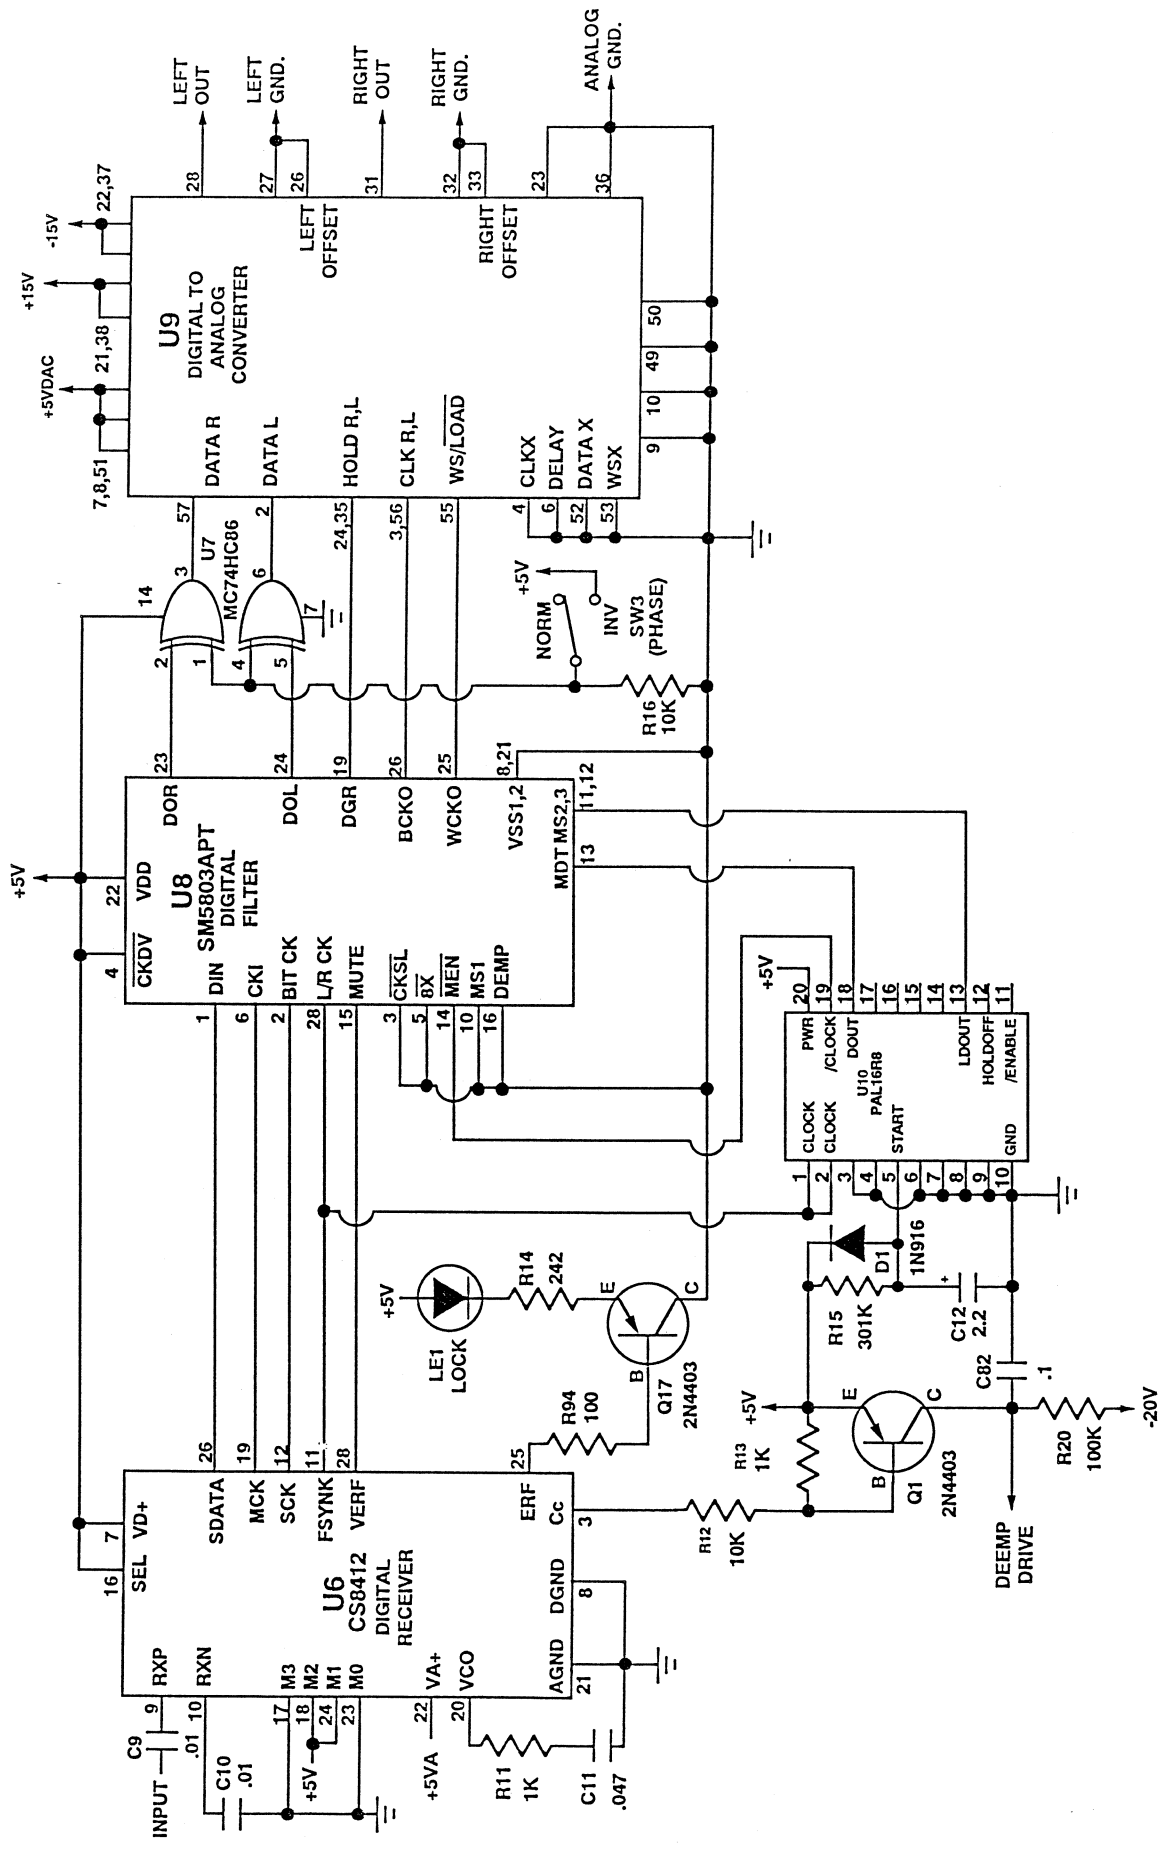 INPUT
C9
.01
9
RXP
C10
.01
10
RXN
17
M3
18
M2
24
M1
23
M0
+5V
+5VA
22
VA+
20
VCO
R11
1K
C11
.047
16
SEL
7
VD+
U6
CS8412
DIGITAL
RECEIVER
AGND
21
DGND
8
Cc
3
SDATA
26
MCK
19
SCK
12
FSYNK
11
VERF
28
ERF
25
R94
100
LE1
LOCK
+5V
R14
242
B
E
C
Q17
2N4403
R12
10K
R13
1K
+5V
B
E
C
Q1
2N4403
DEEMP
DRIVE
R20
100K
-20V
C82
.1
R15
301K
D1
1N916
C12
2.2
+
1
CLOCK
2
CLOCK
3
4
5
START
6
7
8
9
10
GND
U10
PAL16R8
PWR
20
/CLOCK
19
DOUT
18
17
16
15
14
LDOUT
13
HOLDOFF
12
/ENABLE
11
+5V
+5V
4
CKDV
22
VDD
U8
SM5803APT
DIGITAL
FILTER
1
DIN
6
CKI
2
BIT CK
28
L/R CK
15
MUTE
3
CKSL
5
8X
14
MEN
10
MS1
16
DEMP
DOR
23
DOL
24
DGR
19
BCKO
26
WCKO
25
VSS1,2
8,21
MDT
13
MS2,3
11,12
2
1
3
14
4
5
6
7
U7
MC74HC86
NORM
INV
+5V
SW3
(PHASE)
R16
10K
57
DATA R
2
DATA L
24,35
HOLD R,L
3,56
CLK R,L
55
WS/LOAD
4
CLKX
6
DELAY
52
DATA X
53
WSX
7,8,51
+5VDAC
21,38
+15V
22,37
-15V
U9
DIGITAL TO
ANALOG
CONVERTER
9
10
49
50
28
LEFT
OUT
27
26
LEFT
OFFSET
LEFT
GND.
31
RIGHT
OUT
32
33
RIGHT
OFFSET
RIGHT
GND.
23
36
ANALOG
GND.